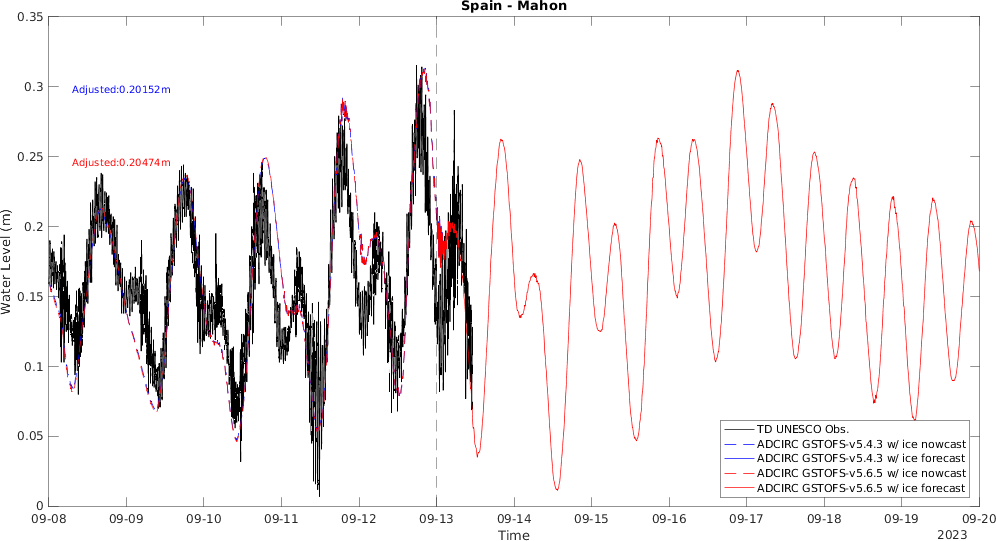 Spain - Mahon
0.35
0.3
0.25
0.2
0.15
0.1
0.05
0
Water Level (m)
Adjusted:0.20152m
Adjusted:0.20474m
TD UNESCO Obs.
ADCIRC GSTOFS-v5.4.3 w/ ice nowcast
ADCIRC GSTOFS-v5.4.3 w/ ice forecast
ADCIRC GSTOFS-v5.6.5 w/ ice nowcast
ADCIRC GSTOFS-v5.6.5 w/ ice forecast
09-08 09-09 09-10 09-11 09-12 09-13 09-14 09-15 09-16 09-17 09-18 09-19 09-20
Time
2023